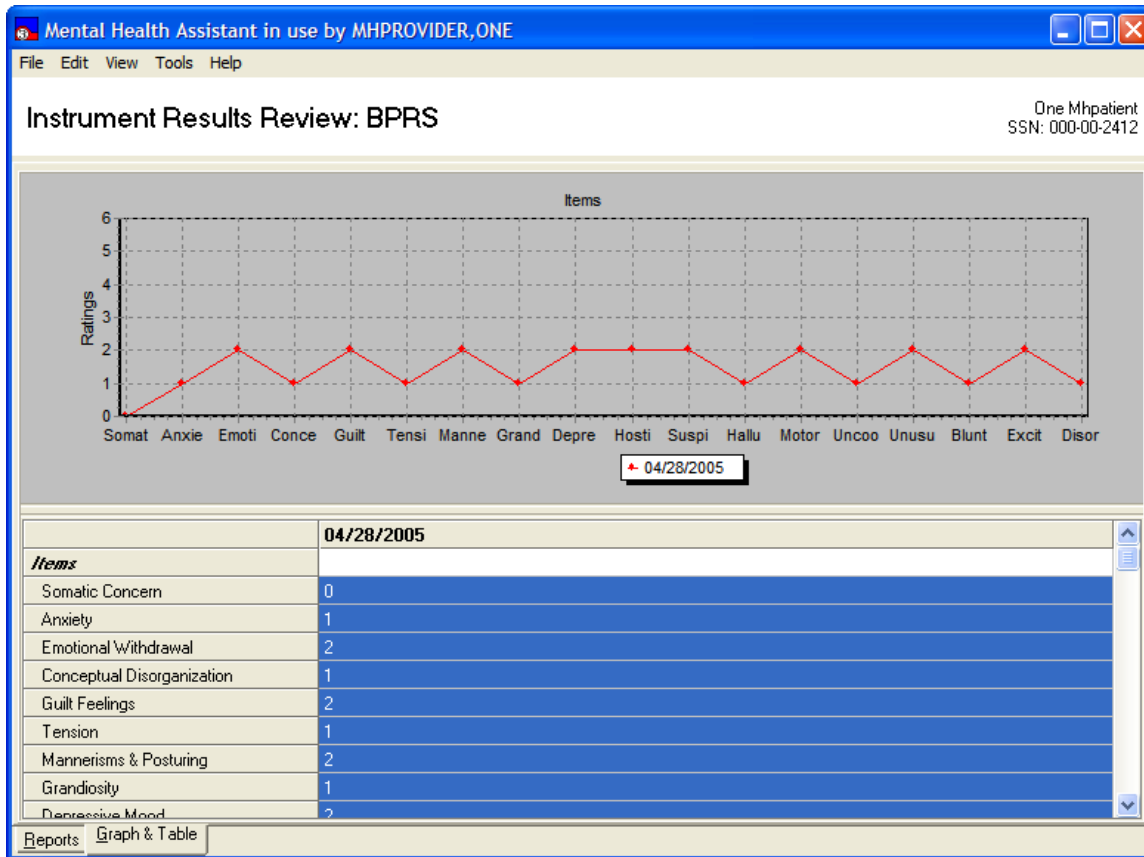 Mental Health Assistant in use by MHPROVIDER,ONE
File Edit View Tools Help
Instrument Results Review: BPRS
One Mhpatient
SSN: 000-00-2412
Items
6
5
4
3
2
1
0
Ratings
Somat Anxie Emoti Conce Guilt Tensi Manne Grand Depre Hosti Suspi Hallu Motor Uncoo Unusu Blunt Excit Disor
04/28/2005
04/28/2005
Items
Somatic Concern 0
Anxiety 1
Emotional Withdrawal 2
Conceptual Disorganization 1
Guilt Feelings 2
Tension 1
Mannerisms & Posturing 2
Grandiosity 1
Depressive Mood 2
Reports Graph & Table